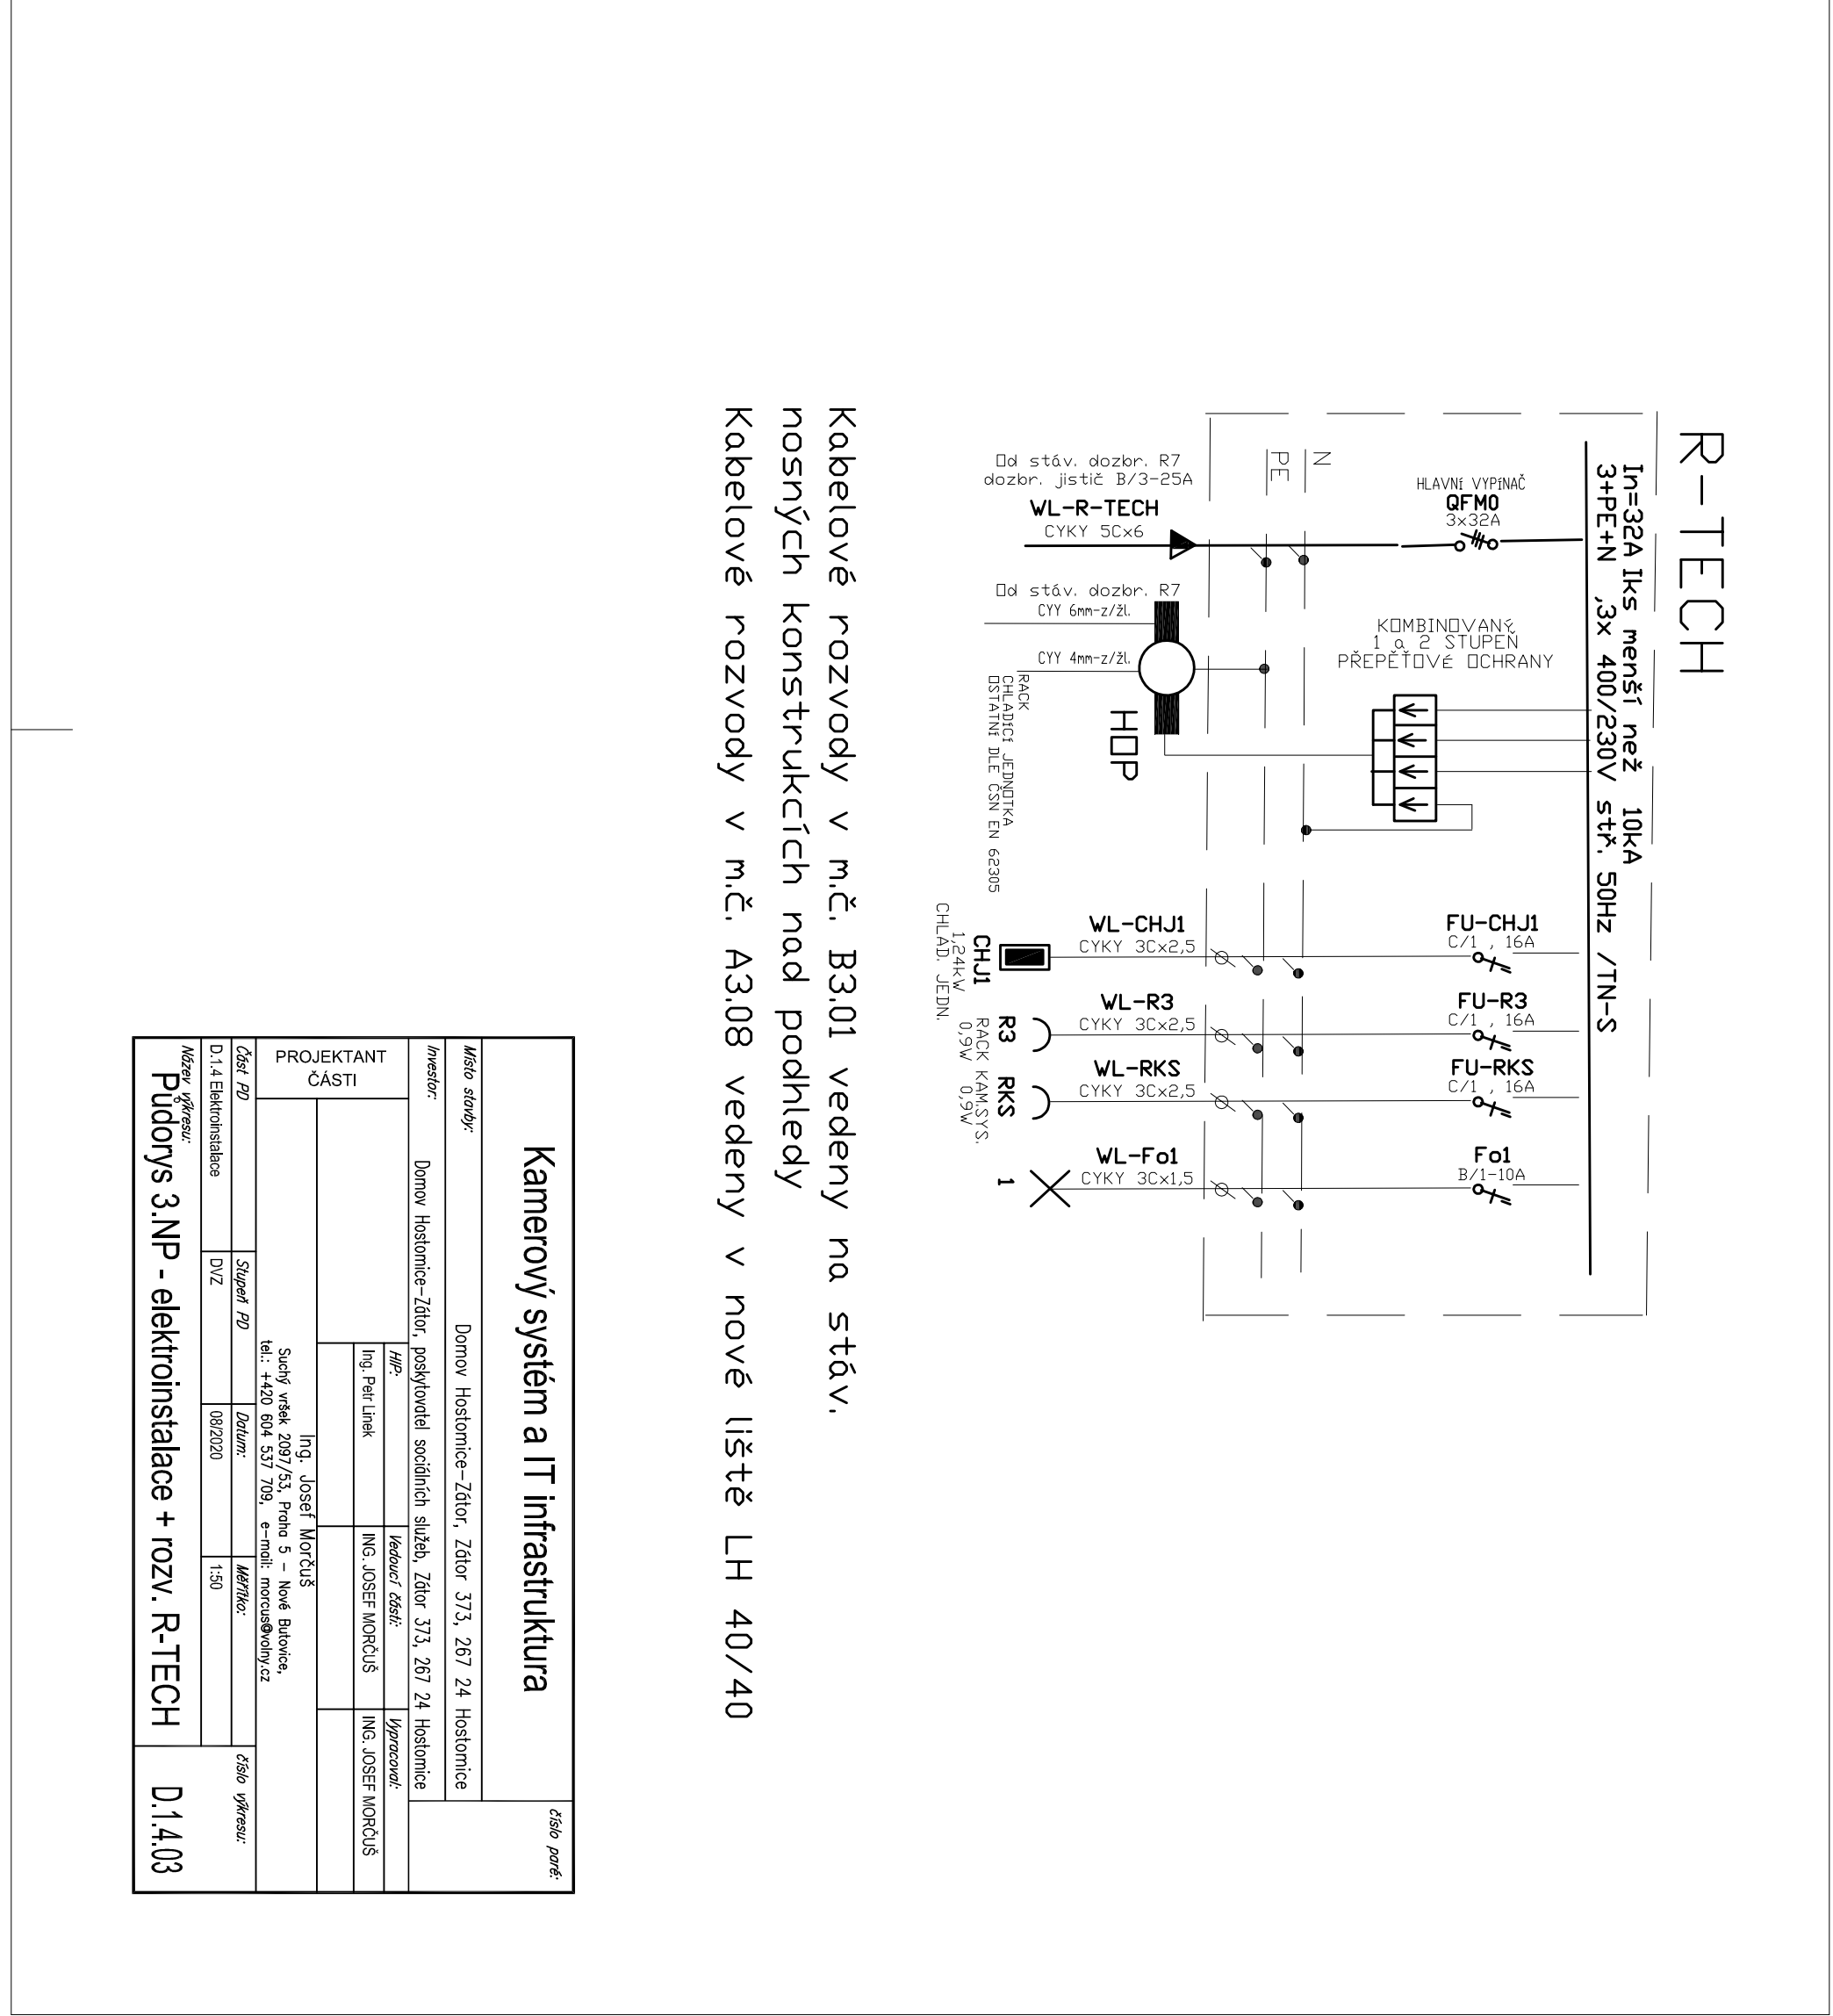 R-TECH
In=32A Iks menší než 10kA
3+PE+N ,3x 400/230V stř. 50Hz /TN-S
HLAVNÍ VYPÍNAČ
QFM0
3x32A
KOMBINOVANÝ
1 a 2 STUPEŇ
PŘEPĚŤOVÉ OCHRANY
FU-CHJ1
C/1 , 16A
FU-R3
C/1 , 16A
FU-RKS
C/1 , 16A
Fo1
B/1-10A
N
PE
Od stáv. dozbr. R7
dozbr. jistič B/3-25A
WL-R-TECH
CYKY 5Cx6
Od stáv. dozbr. R7
CYY 6mm-z/žl.
CYY 4mm-z/žl.
HOP
RACK
CHLADÍCÍ JEDNOTKA
OSTATNÍ DLE ČSN EN 62305
WL-CHJ1
CYKY 3Cx2,5
WL-R3
CYKY 3Cx2,5
WL-RKS
CYKY 3Cx2,5
WL-Fo1
CYKY 3Cx1,5
CHJ1
1,24kW
CHLAD. JEDN.
R3
RKS
1
RACK KAM.SYS.
0,9W 0,9W
Kabelové rozvody v m.č. B3.01 vedeny na stáv.
nosných konstrukcích nad podhledy
Kabelové rozvody v m.č. A3.08 vedeny v nové liště LH 40/40
Kamerový systém a IT infrastruktura
číslo paré:
Místo stavby:
Domov Hostomice-Zátor, Zátor 373, 267 24 Hostomice
Investor:
Domov Hostomice-Zátor, poskytovatel sociálních služeb, Zátor 373, 267 24 Hostomice
PROJEKTANT
ČÁSTI
HIP: Vedoucí části: Vypracoval:
Ing. Petr Linek ING. JOSEF MORČUŠ ING. JOSEF MORČUŠ
Ing. Josef Morčuš
Suchý vršek 2097/53, Praha 5 - Nové Butovice,
tel.: +420 604 537 709, e-mail: morcus@volny.cz
Část PD Stupeň PD Datum: Měřítko: číslo výkresu:
D.1.4 Elektroinstalace DVZ 08/2020 1:50
Název výkresu:
Půdorys 3.NP - elektroinstalace + rozv. R-TECH
D.1.4.03